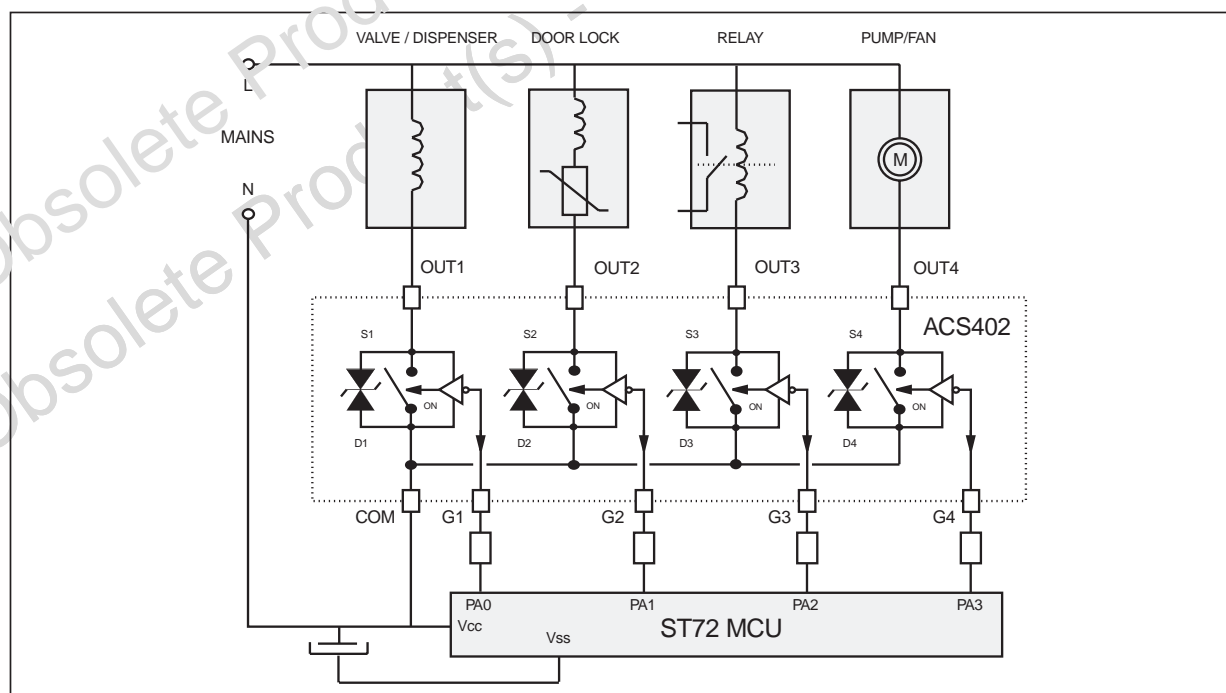 VALVE / DISPENSER DOOR LOCK RELAY PUMP/FAN
L
MAINS
M
N
OUT1 OUT2 OUT3 OUT4
ACS402
S1 S2 S3 S4
ON ON ON ON
D1 D2 D3 D4
COM G1 G2 G3 G4
PA0 PA1 PA2 PA3
Vcc
ST72 MCU
Vss
Obsolete Product(s) -
Obsolete Prod